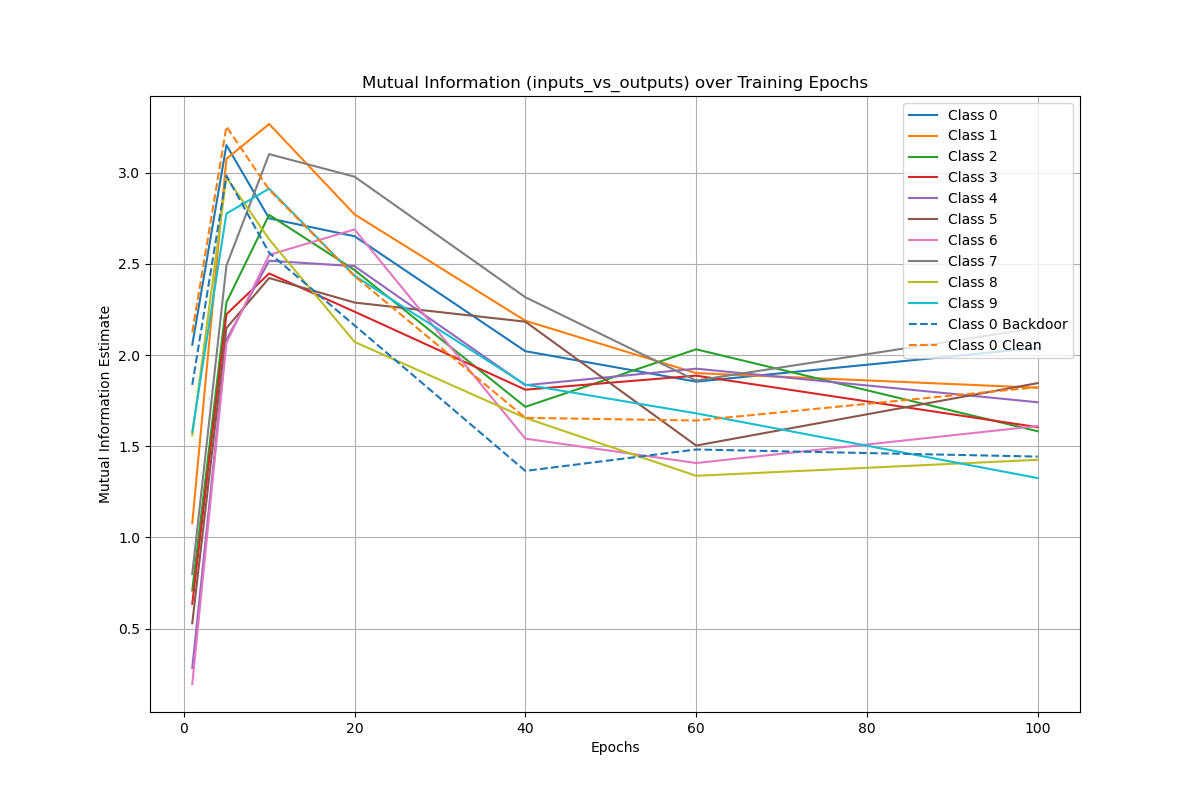 Mutual Information (inputs_vs_outputs) over Training Epochs
Mutual Information Estimate
3.0
2.5
2.0
1.5
1.0
0.5
0
20
40
60
80
100
Epochs
Class 0
Class 1
Class 2
Class 3
Class 4
Class 5
Class 6
Class 7
Class 8
Class 9
Class 0 Backdoor
Class 0 Clean